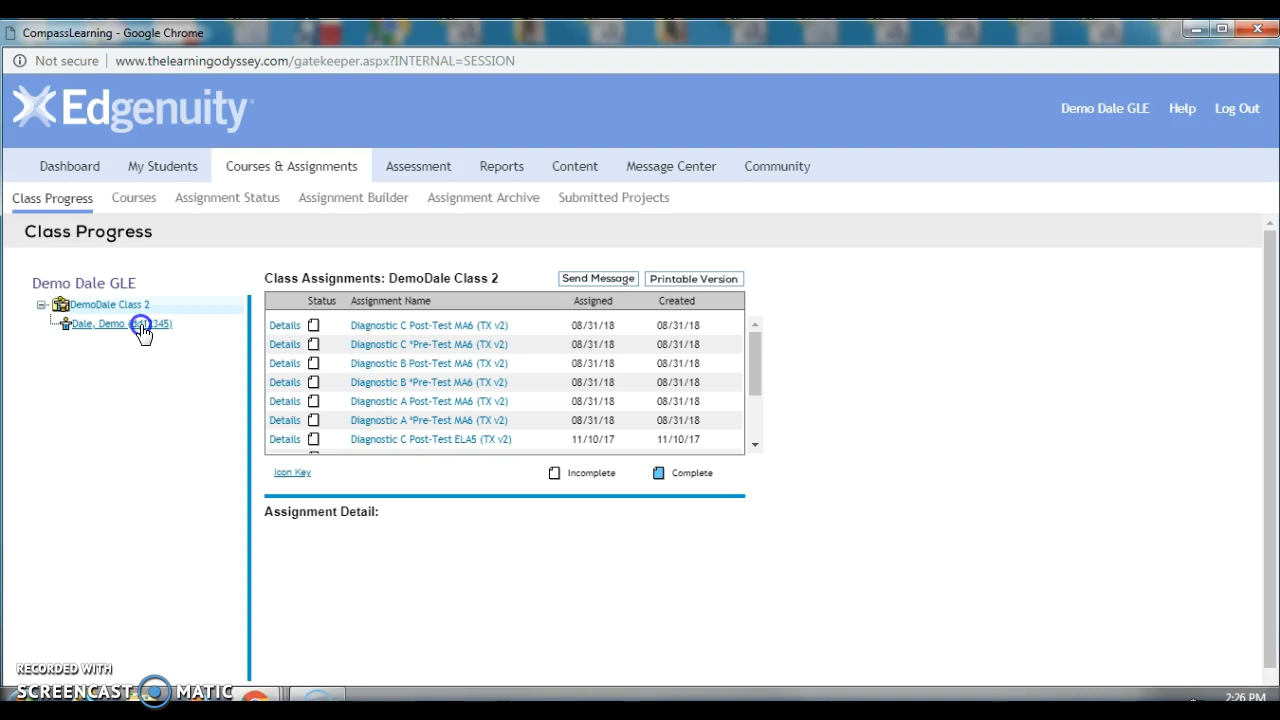 CompassLearning - Google Chrome
Not secure www.thelearningodyssey.com/gatekeeper.aspx?INTERNAL=SESSION
Edgenuity
Demo Dale GLE Help Log Out
Dashboard My Students Courses & Assignments Assessment Reports Content Message Center Community
Class Progress Courses Assignment Status Assignment Builder Assignment Archive Submitted Projects
Class Progress
Demo Dale GLE
DemoDale Class 2
Dale, Demo
Class Assignments: DemoDale Class 2
Send Message Printable Version
Status Assignment Name Assigned Created
Details Diagnostic C Post-Test MA6 (TX v2) 08/31/18 08/31/18
Details Diagnostic C *Pre-Test MA6 (TX v2) 08/31/18 08/31/18
Details Diagnostic B Post-Test MA6 (TX v2) 08/31/18 08/31/18
Details Diagnostic B *Pre-Test MA6 (TX v2) 08/31/18 08/31/18
Details Diagnostic A Post-Test MA6 (TX v2) 08/31/18 08/31/18
Details Diagnostic A *Pre-Test MA6 (TX v2) 08/31/18 08/31/18
Details Diagnostic C Post-Test ELA5 (TX v2) 11/10/17 11/10/17
Icon Key Incomplete Complete
Assignment Detail:
RECORDED WITH
SCREENCAST MATIC
2:26 PM